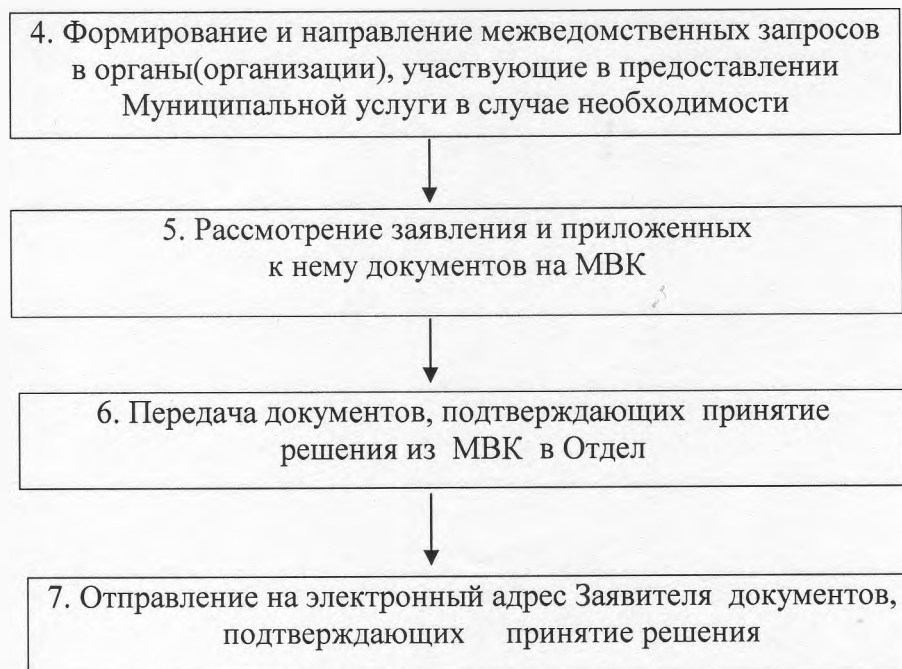 4. Формирование и направление межведомственных запросов
в органы(организации), участвующие в предоставлении
Муниципальной услуги в случае необходимости
5. Рассмотрение заявления и приложенных
к нему документов на МВК
6. Передача документов, подтверждающих принятие
решения из МВК в Отдел
7. Отправление на электронный адрес Заявителя документов,
подтверждающих принятие решения